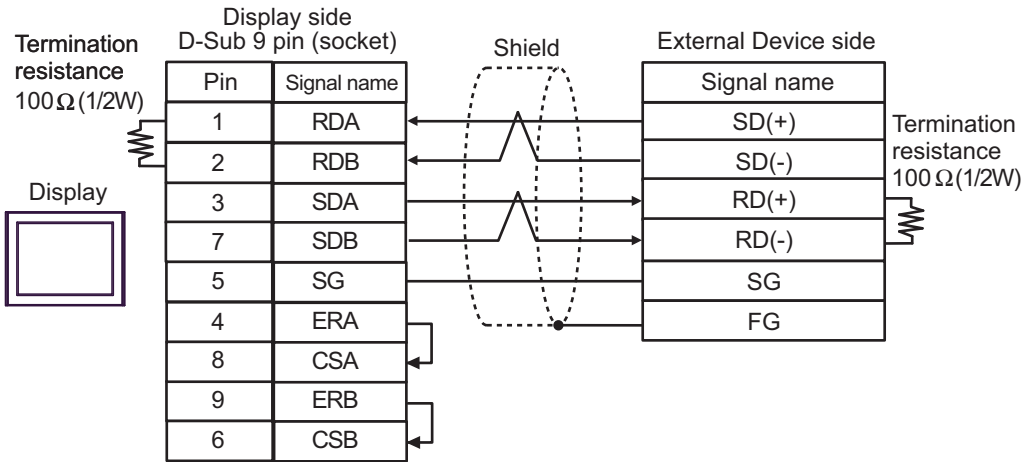 Display side
D-Sub 9 pin (socket)
Termination
resistance
100Ω(1/2W)
Shield
External Device side
Pin Signal name
Signal name
1 RDA
SD(+)
2 RDB
SD(-)
3 SDA
RD(+)
7 SDB
RD(-)
5 SG
SG
4 ERA
FG
8 CSA
9 ERB
6 CSB
Display
Termination
resistance
100Ω(1/2W)